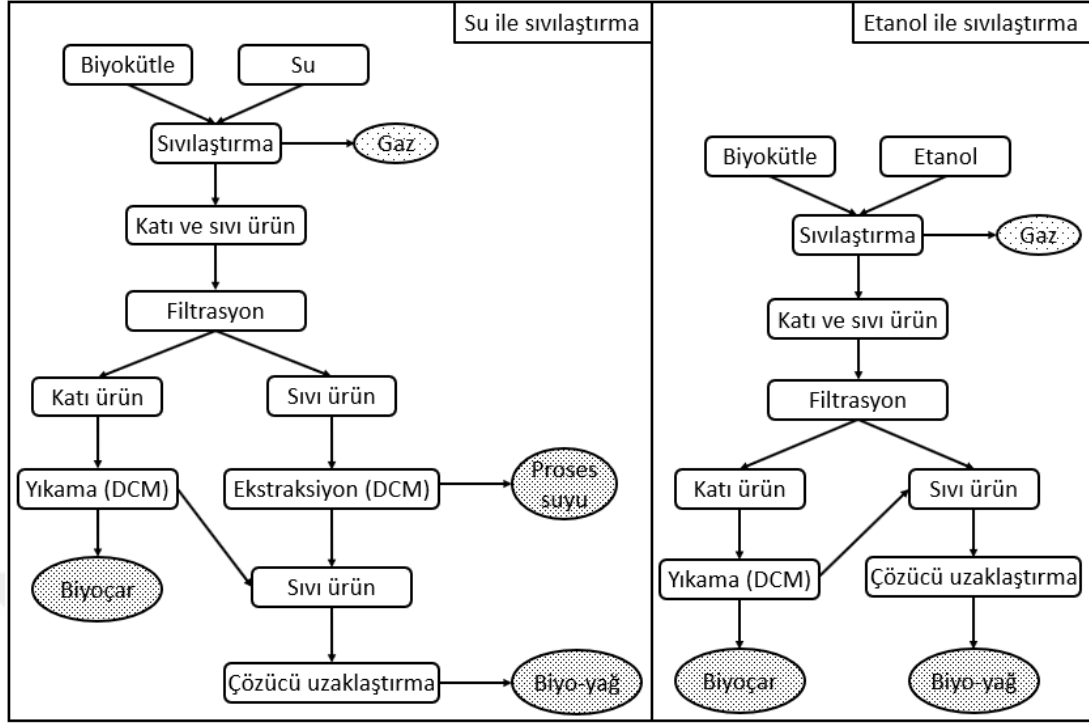 Su ile sıvılaştırma
Biyokütle
Su
Sıvılaştırma
Gaz
Katı ve sıvı ürün
Filtrasyon
Katı ürün
Sıvı ürün
Yıkama (DCM)
Ekstraksiyon (DCM)
Proses
suyu
Biyoçar
Sıvı ürün
Çözücü uzaklaştırma
Biyo-yağ
Etanol ile sıvılaştırma
Biyokütle
Etanol
Sıvılaştırma
Gaz
Katı ve sıvı ürün
Filtrasyon
Katı ürün
Sıvı ürün
Yıkama (DCM)
Çözücü uzaklaştırma
Biyoçar
Biyo-yağ